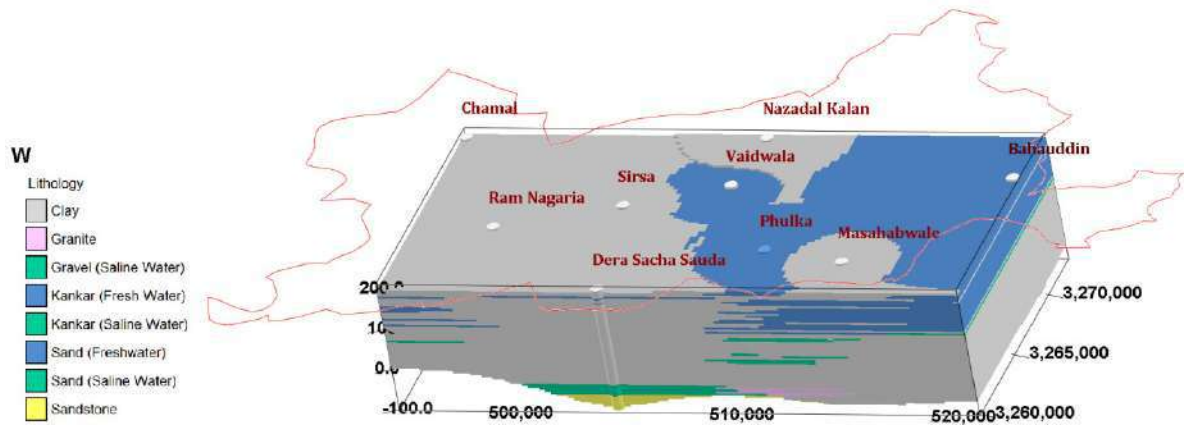 Chamal
Nazadal Kalan
W
Vaidwala
Bahauddin
Lithology
Sirsa
Clay
Ram Nagaria
Granite
Phulka
Masahabwale
Gravel (Saline Water)
Dera Sacha Sauda
Kankar (Fresh Water)
200.0
3,270,000
Kankar (Saline Water)
Sand (Freshwater)
3,265,000
Sand (Saline Water)
0.0
Sandstone
-100.0
500,000
510,000
520,000
3,260,000